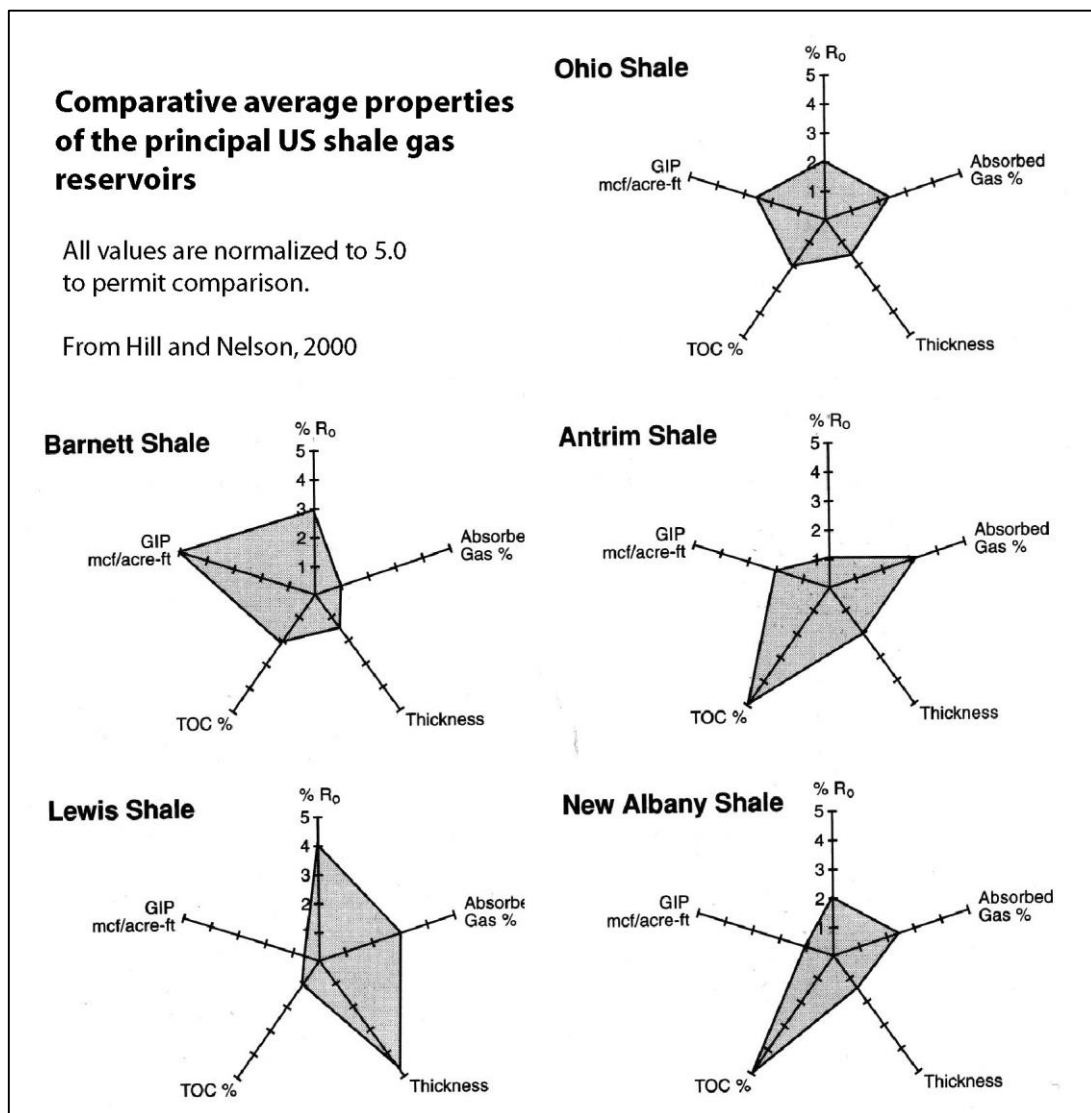 Comparative average properties
of the principal US shale gas
reservoirs
All values are normalized to 5.0
to permit comparison.
From Hill and Nelson, 2000
Ohio Shale
% Ro
5
4
3
2
1
GIP
mcf/acre-ft
Absorbed
Gas %
TOC %
Thickness
Barnett Shale
% Ro
5
4
3
2
1
GIP
mcf/acre-ft
Absorbe
Gas %
TOC %
Thickness
Antrim Shale
% Ro
5
4
3
2
1
GIP
mcf/acre-ft
Absorbed
Gas %
TOC %
Thickness
Lewis Shale
% Ro
5
4
3
2
1
GIP
mcf/acre-ft
Absorbe
Gas %
TOC %
Thickness
New Albany Shale
% Ro
5
4
3
2
1
GIP
mcf/acre-ft
Absorbed
Gas %
TOC %
Thickness